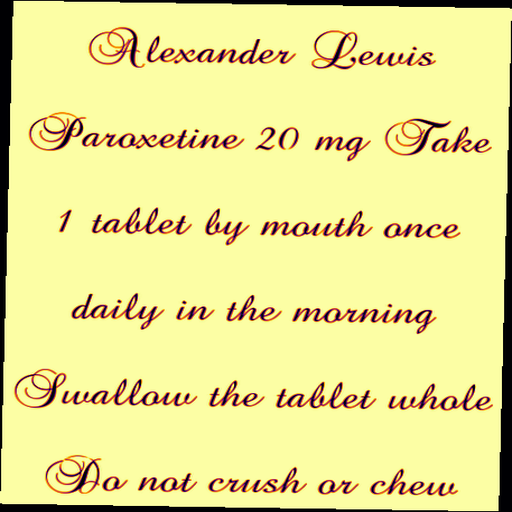 Alexander Lewis
Paroxetine 20 mg Take
1 tablet by mouth once
daily in the morning
Swallow the tablet whole
Do not crush or chew